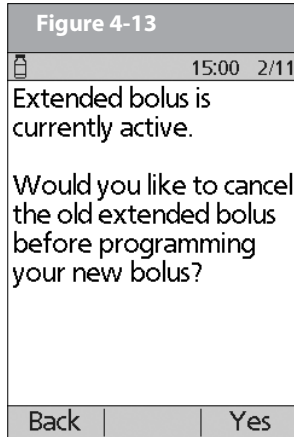 Figure 4-13
15:00 2/11
Extended bolus is
currently active.
Would you like to cancel
the old extended bolus
before programming
your new bolus?
Back Yes